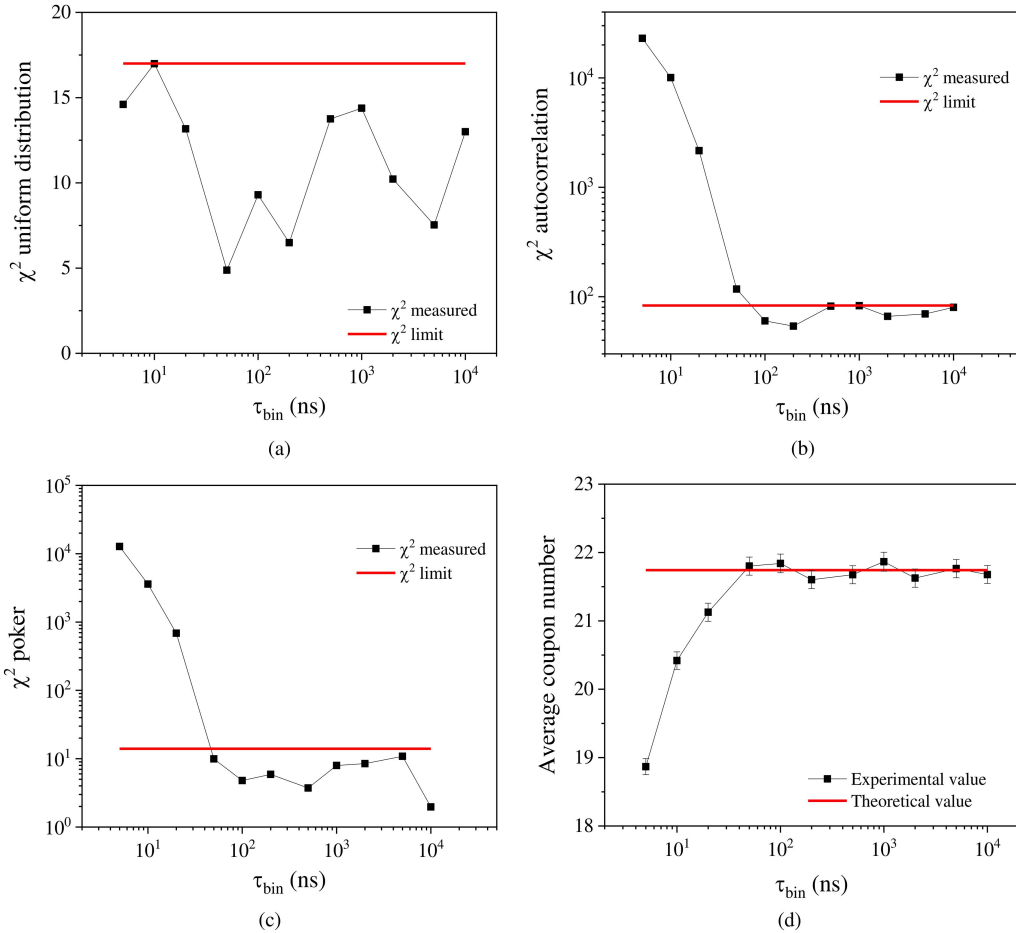 20
15
10
5
0
χ² uniform distribution
χ² measured
χ² limit
10¹ 10² 10³ 10⁴
τbin (ns)
(a)
10⁴
10³
10²
χ² autocorrelation
χ² measured
χ² limit
10¹ 10² 10³ 10⁴
τbin (ns)
(b)
10⁵
10⁴
10³
10²
10¹
10⁰
χ² poker
χ² measured
χ² limit
10¹ 10² 10³ 10⁴
τbin (ns)
(c)
23
22
21
20
19
18
Average coupon number
Experimental value
Theoretical value
10¹ 10² 10³ 10⁴
τbin (ns)
(d)